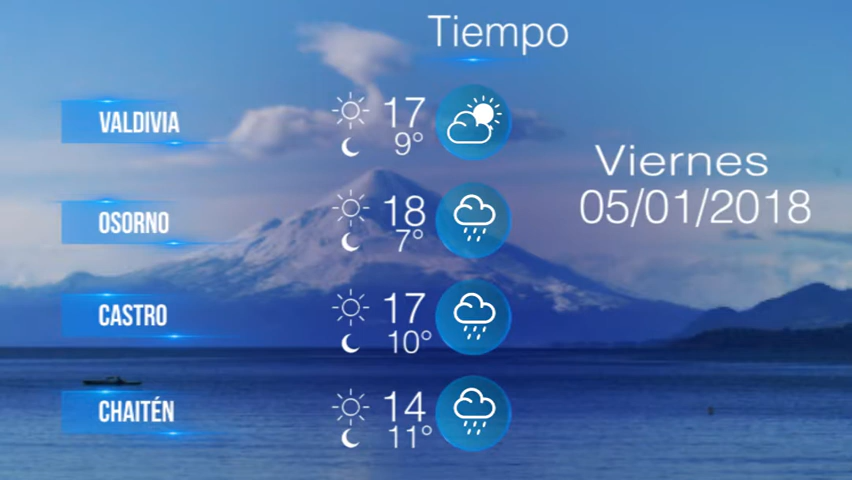 Tiempo
VALDIVIA 17
9°
Viernes
05/01/2018
OSORNO 18
7°
CASTRO 17
10°
CHAITÉN 14
11°